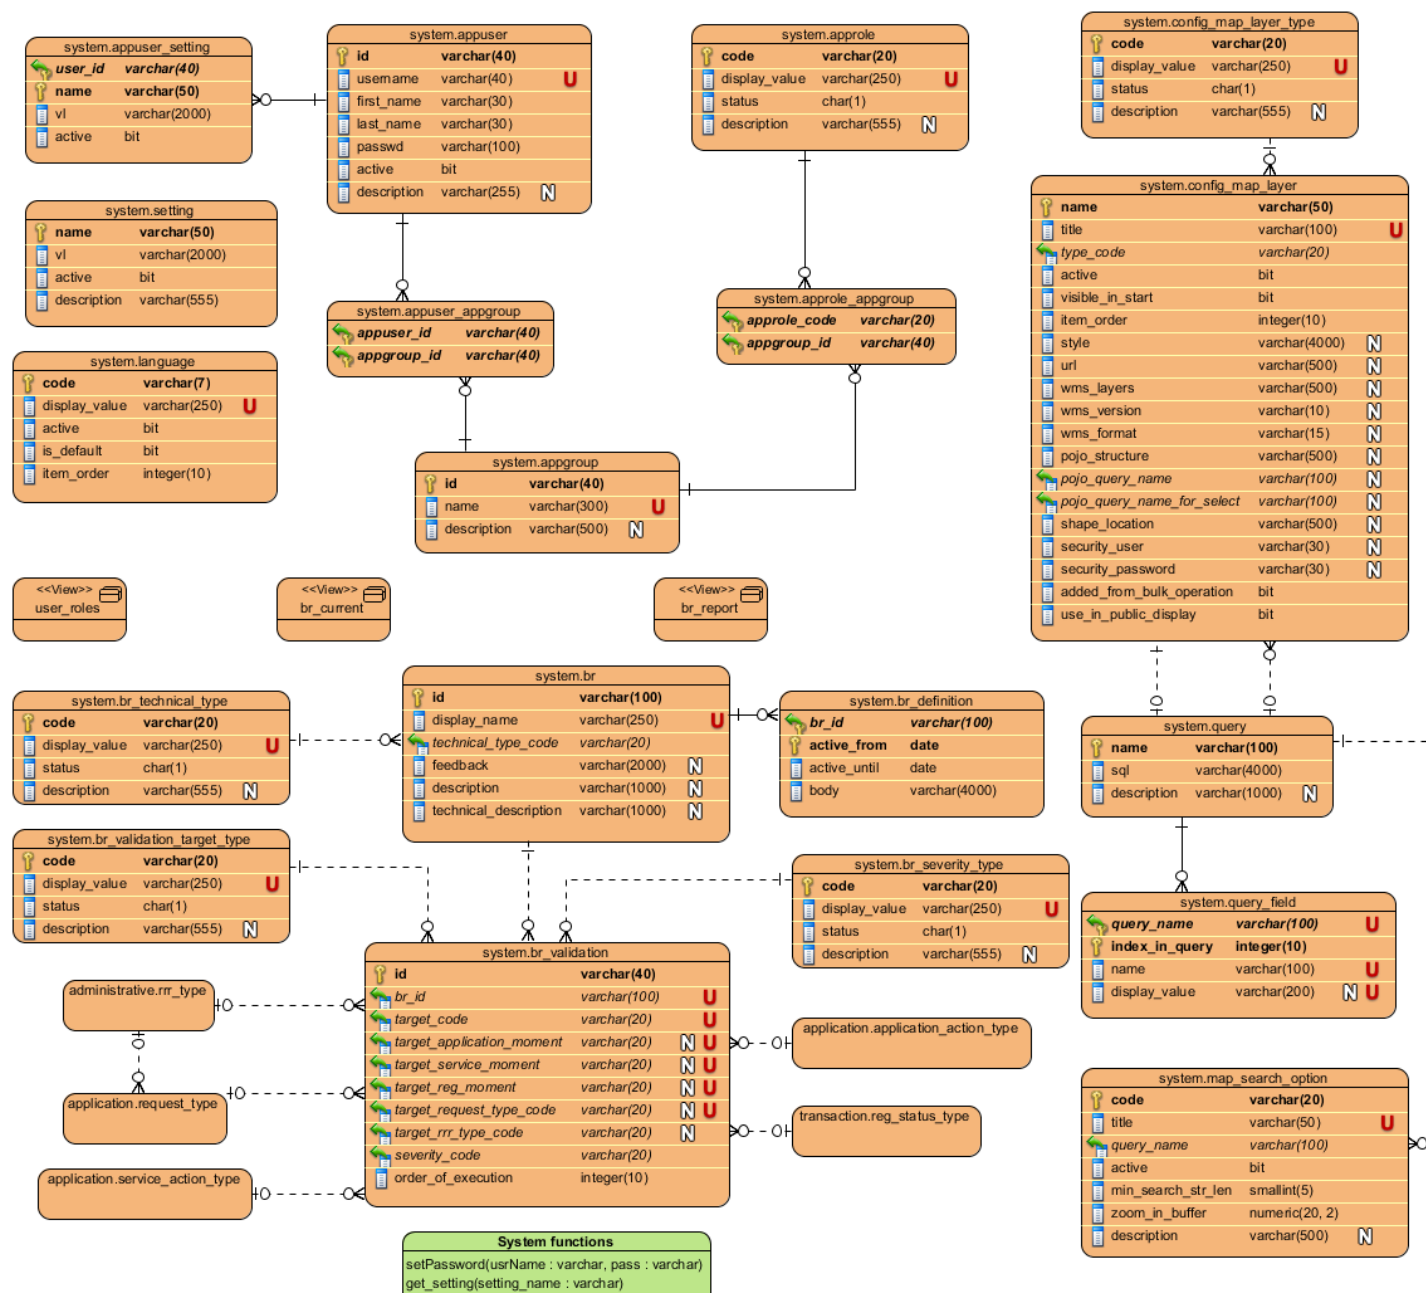 system.appuser_setting
user_id varchar(40)
name varchar(50)
vl varchar(2000)
active bit
system.appuser
id varchar(40)
username varchar(40) U
first_name varchar(30)
last_name varchar(30)
passwd varchar(100)
active bit
description varchar(255) N
system.approle
code varchar(20)
display_value varchar(250) U
status char(1)
description varchar(555) N
system.config_map_layer_type
code varchar(20)
display_value varchar(250) U
status char(1)
description varchar(555) N
system.setting
name varchar(50)
vl varchar(2000)
active bit
description varchar(555)
system.config_map_layer
name varchar(50)
title varchar(100) U
type_code varchar(20)
active bit
visible_in_start bit
item_order integer(10)
style varchar(4000) N
url varchar(500) N
wms_layers varchar(500) N
wms_version varchar(10) N
wms_format varchar(15) N
pojo_structure varchar(500) N
pojo_query_name varchar(100) N
pojo_query_name_for_select varchar(100) N
shape_location varchar(500) N
security_user varchar(30) N
security_password varchar(30) N
added_from_bulk_operation bit
use_in_public_display bit
system.appuser_appgroup
appuser_id varchar(40)
appgroup_id varchar(40)
system.approle_appgroup
approle_code varchar(20)
appgroup_id varchar(40)
system.language
code varchar(7)
display_value varchar(250) U
active bit
is_default bit
item_order integer(10)
system.appgroup
id varchar(40)
name varchar(300) U
description varchar(500) N
<<View>>
user_roles
<<View>>
br_current
<<View>>
br_report
system.br_technical_type
code varchar(20)
display_value varchar(250) U
status char(1)
description varchar(555) N
system.br
id varchar(100)
display_name varchar(250) U
technical_type_code varchar(20)
feedback varchar(2000) N
description varchar(1000) N
technical_description varchar(1000) N
system.br_definition
br_id varchar(100)
active_from date
active_until date
body varchar(4000)
system.query
name varchar(100)
sql varchar(4000)
description varchar(1000) N
system.br_validation_target_type
code varchar(20)
display_value varchar(250) U
status char(1)
description varchar(555) N
system.br_severity_type
code varchar(20)
display_value varchar(250) U
status char(1)
description varchar(555) N
system.query_field
query_name varchar(100) U
index_in_query integer(10)
name varchar(100) U
display_value varchar(200) N U
system.br_validation
id varchar(40)
br_id varchar(100) U
target_code varchar(20) U
target_application_moment varchar(20) N U
target_service_moment varchar(20) N U
target_reg_moment varchar(20) N U
target_request_type_code varchar(20) N U
target_rrr_type_code varchar(20) N
severity_code varchar(20)
order_of_execution integer(10)
administrative.rrr_type
application.request_type
application.service_action_type
application.application_action_type
transaction.reg_status_type
system.map_search_option
code varchar(20)
title varchar(50) U
query_name varchar(100)
active bit
min_search_str_len smallint(5)
zoom_in_buffer numeric(20, 2)
description varchar(500) N
System functions
setPassword(usrName : varchar, pass : varchar)
get_setting(setting_name : varchar)